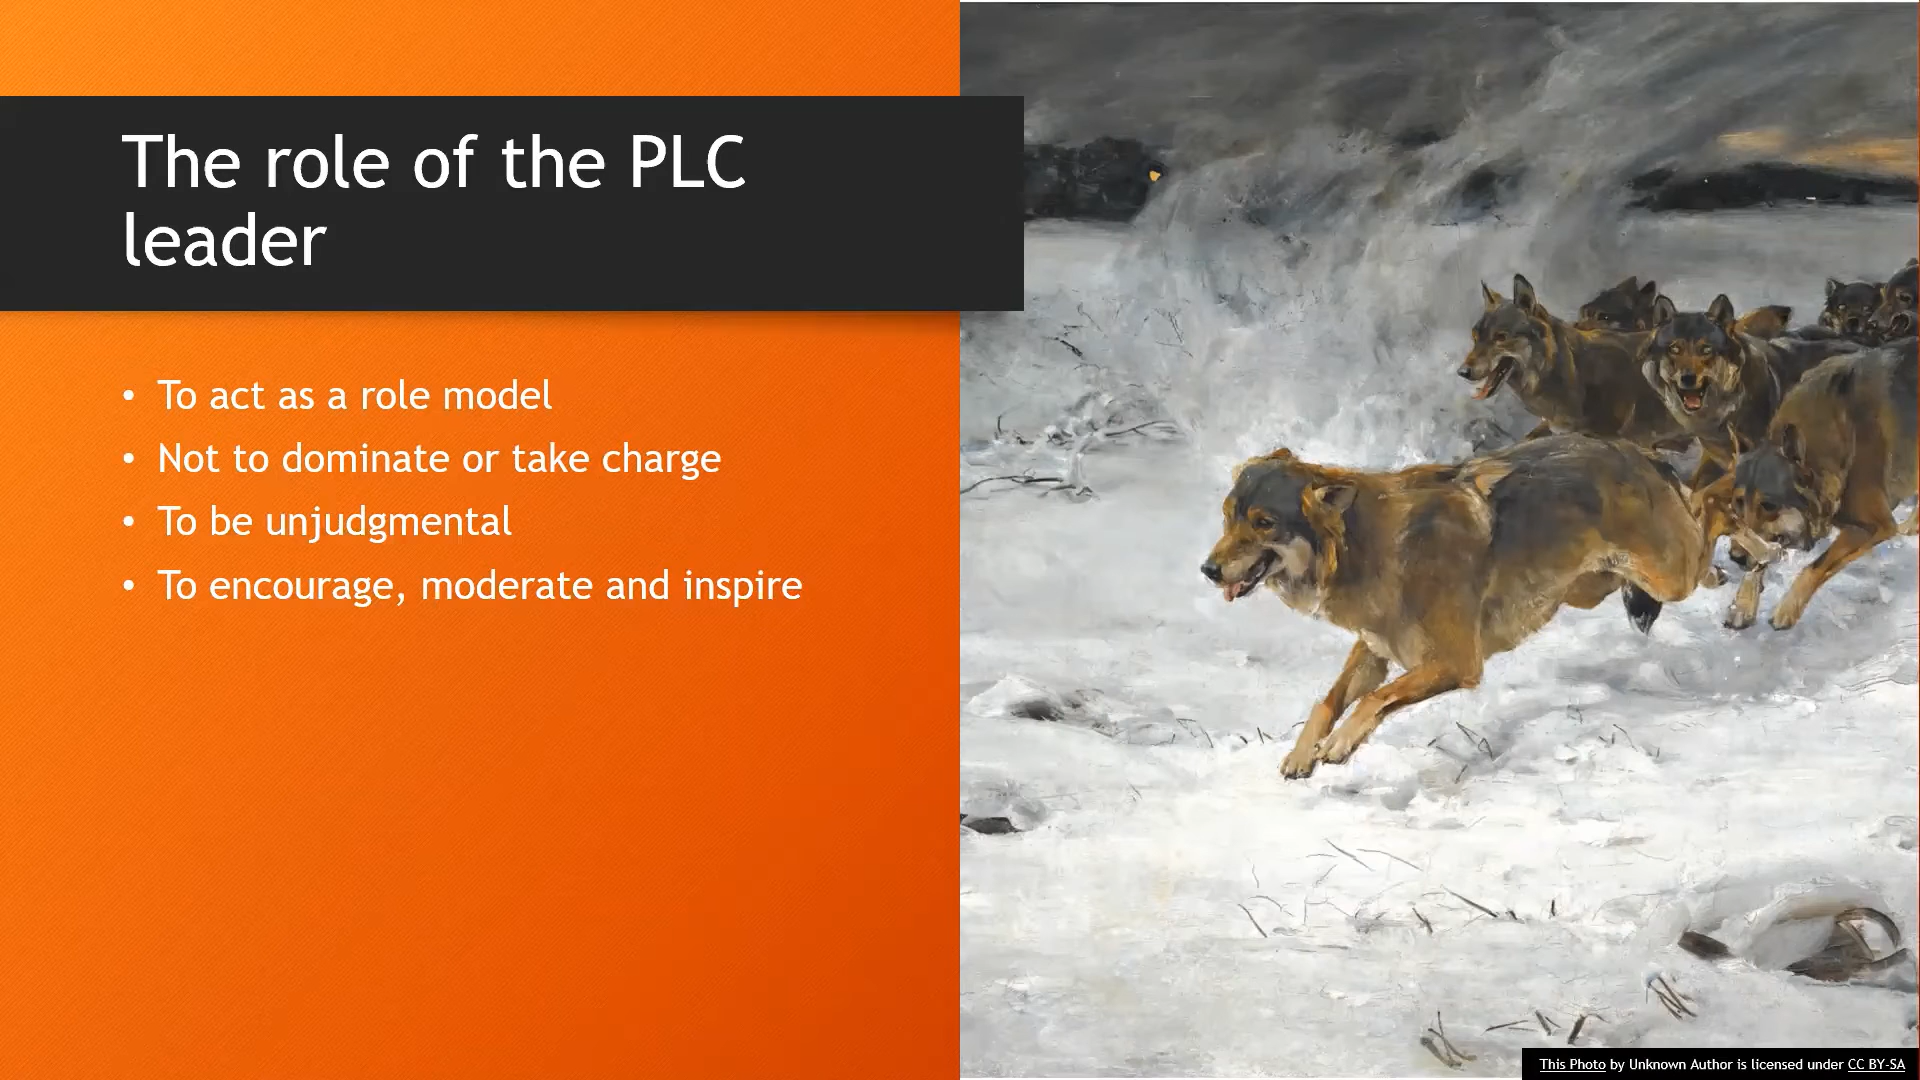 The role of the PLC
leader
• To act as a role model
• Not to dominate or take charge
• To be unjudgmental
• To encourage, moderate and inspire
This Photo by Unknown Author is licensed under CC BY-SA